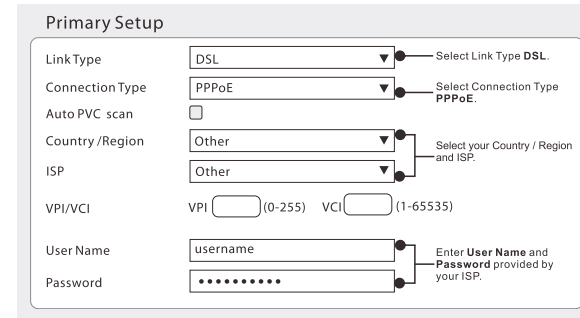 Primary Setup
Link Type DSL ▼ Select Link Type DSL.
Connection Type PPPoE ▼ Select Connection Type
PPPoE.
Auto PVC scan
Country /Region Other ▼ Select your Country / Region
and ISP.
ISP Other ▼
VPI/VCI VPI (0-255) VCI (1-65535)
User Name username Enter User Name and
Password provided by
your ISP.
Password ••••••••••